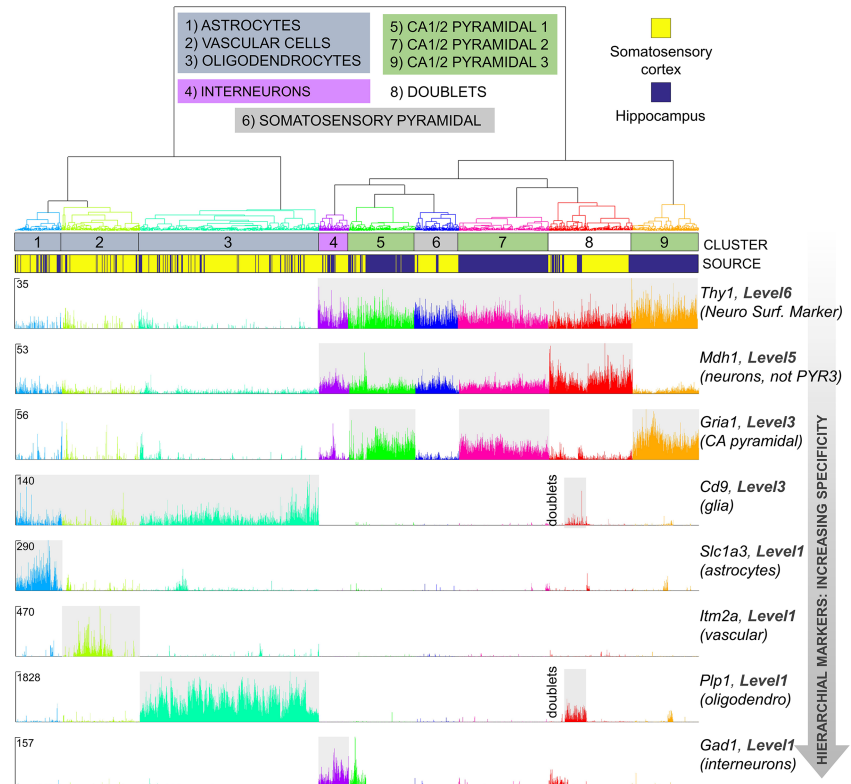 1) ASTROCYTES
2) VASCULAR CELLS
3) OLIGODENDROCYTES
5) CA1/2 PYRAMIDAL 1
7) CA1/2 PYRAMIDAL 2
9) CA1/2 PYRAMIDAL 3
4) INTERNEURONS
8) DOUBLETS
6) SOMATOSENSORY PYRAMIDAL
Somatosensory
cortex
Hippocampus
1 2 3 4 5 6 7 8 9 CLUSTER
SOURCE
35
Thy1, Level6
(Neuro Surf. Marker)
53
Mdh1, Level5
(neurons, not PYR3)
56
Gria1, Level3
(CA pyramidal)
140
doublets
Cd9, Level3
(glia)
290
Slc1a3, Level1
(astrocytes)
470
Itm2a, Level1
(vascular)
1828
doublets
Plp1, Level1
(oligodendro)
157
Gad1, Level1
(interneurons)
HIERARCHIAL MARKERS: INCREASING SPECIFICITY